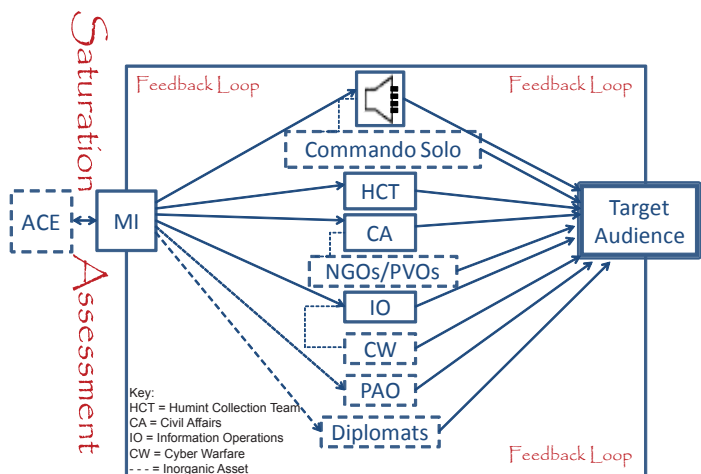 Saturation Assessment
Feedback Loop
Feedback Loop
Commando Solo
HCT
ACE
MI
CA
Target
Audience
NGOs/PVOs
IO
CW
PAO
Diplomats
Key:
HCT = Humint Collection Team
CA = Civil Affairs
IO = Information Operations
CW = Cyber Warfare
- - - = Inorganic Asset
Feedback Loop